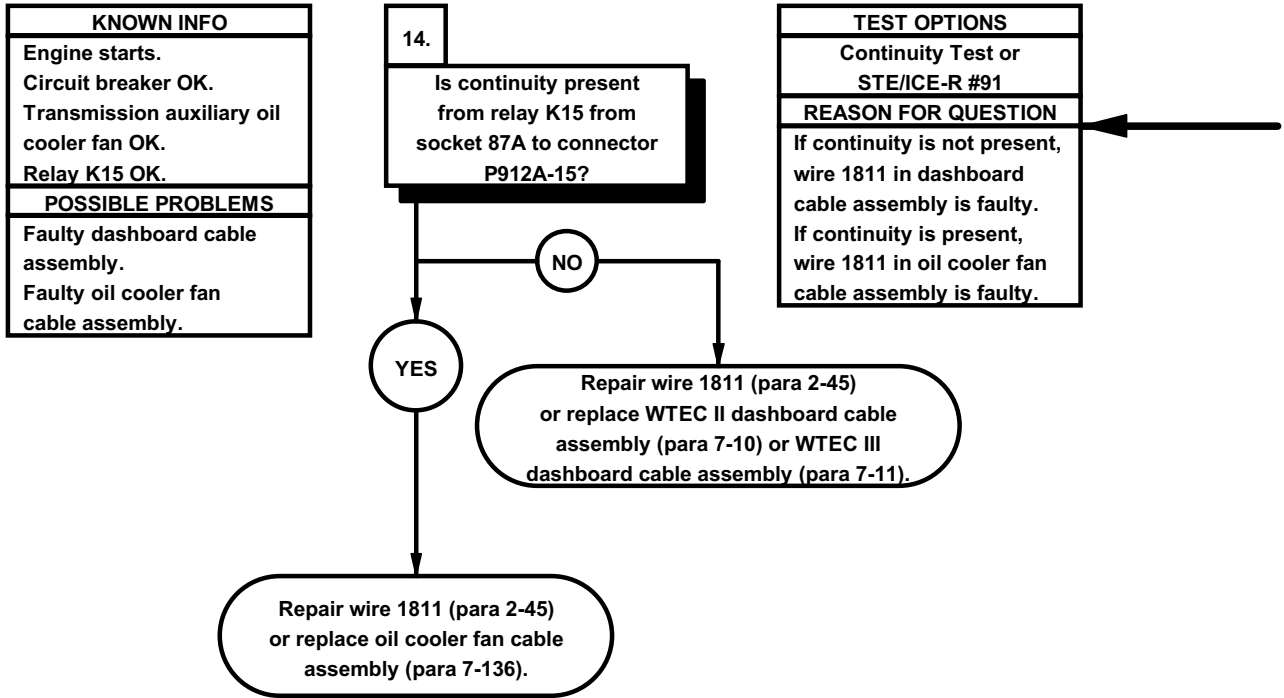 KNOWN INFO
Engine starts.
Circuit breaker OK.
Transmission auxiliary oil
cooler fan OK.
Relay K15 OK.
POSSIBLE PROBLEMS
Faulty dashboard cable
assembly.
Faulty oil cooler fan
cable assembly.
14.
Is continuity present
from relay K15 from
socket 87A to connector
P912A-15?
TEST OPTIONS
Continuity Test or
STE/ICE-R #91
REASON FOR QUESTION
If continuity is not present,
wire 1811 in dashboard
cable assembly is faulty.
If continuity is present,
wire 1811 in oil cooler fan
cable assembly is faulty.
NO
YES
Repair wire 1811 (para 2-45)
or replace WTEC II dashboard cable
assembly (para 7-10) or WTEC III
dashboard cable assembly (para 7-11).
Repair wire 1811 (para 2-45)
or replace oil cooler fan cable
assembly (para 7-136).